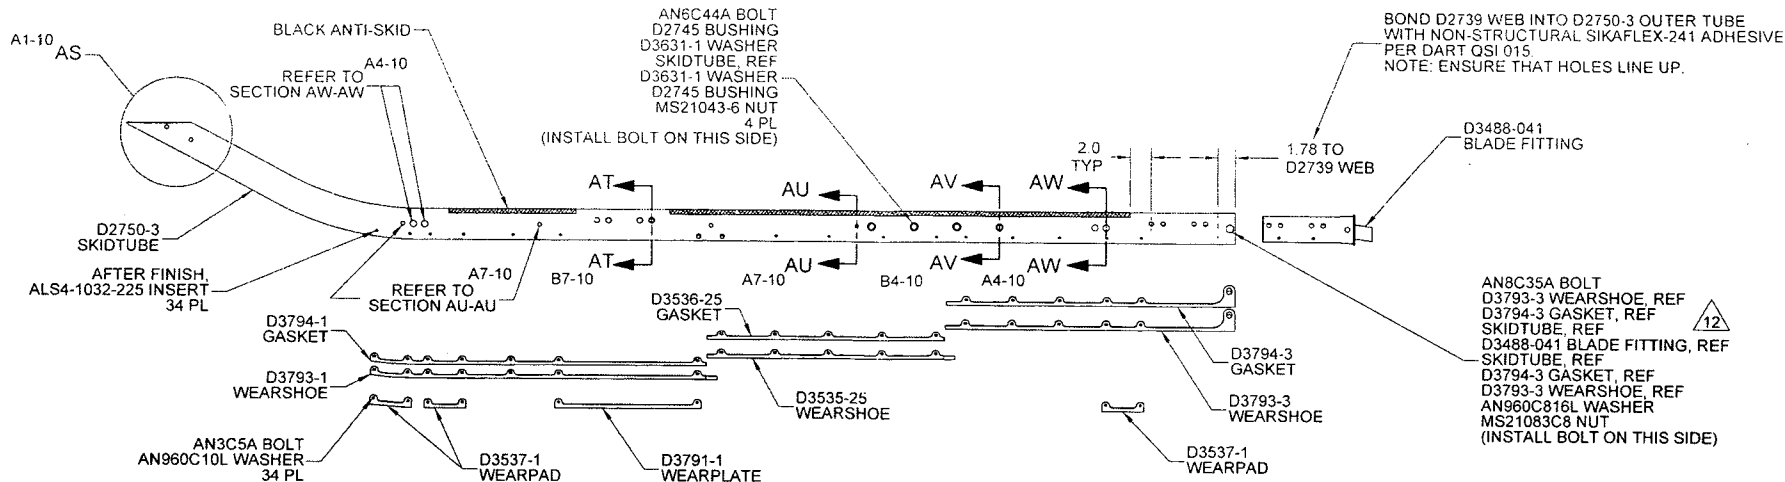 A1-10
AS
BLACK ANTI-SKID
A4-10
REFER TO
SECTION AW-AW
AN6C44A BOLT
D2745 BUSHING
D3631-1 WASHER
SKIDTUBE, REF
D3631-1 WASHER
D2745 BUSHING
MS21043-6 NUT
4 PL
(INSTALL BOLT ON THIS SIDE)
BOND D2739 WEB INTO D2750-3 OUTER TUBE
WITH NON-STRUCTURAL SIKAFLEX-241 ADHESIVE
PER DART QSI 015.
NOTE: ENSURE THAT HOLES LINE UP.
2.0
TYP
1.78 TO
D2739 WEB
D3488-041
BLADE FITTING
AT
AU
AV
AW
D2750-3
SKIDTUBE
AFTER FINISH,
ALS4-1032-225 INSERT
34 PL
A7-10
REFER TO
SECTION AU-AU
AT
B7-10
AU
A7-10
AV
B4-10
AW
A4-10
D3794-1
GASKET
D3793-1
WEARSHOE
AN3C5A BOLT
AN960C10L WASHER
34 PL
D3537-1
WEARPAD
D3791-1
WEARPLATE
D3536-25
GASKET
D3535-25
WEARSHOE
D3794-3
GASKET
D3793-3
WEARSHOE
D3537-1
WEARPAD
AN8C35A BOLT
D3793-3 WEARSHOE, REF
D3794-3 GASKET, REF
SKIDTUBE, REF
D3488-041 BLADE FITTING, REF
SKIDTUBE, REF
D3794-3 GASKET, REF
D3793-3 WEARSHOE, REF
AN960C816L WASHER
MS21083C8 NUT
(INSTALL BOLT ON THIS SIDE)
12